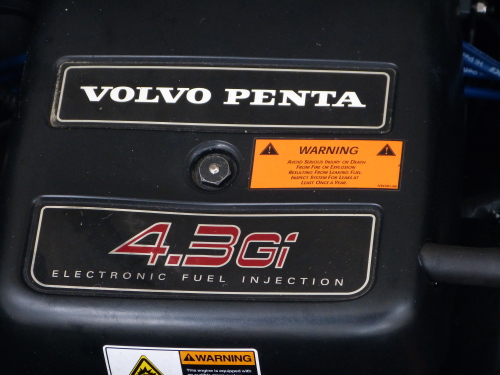 VOLVO PENTA
WARNING
AVOID SERIOUS INJURY OR DEATH
FROM FIRE OR EXPLOSION
RESULTING FROM LEAKING FUEL.
INSPECT SYSTEM FOR LEAKS AT
LEAST ONCE A YEAR.
4.3Gi
ELECTRONIC FUEL INJECTION
WARNING
This engine is equipped with